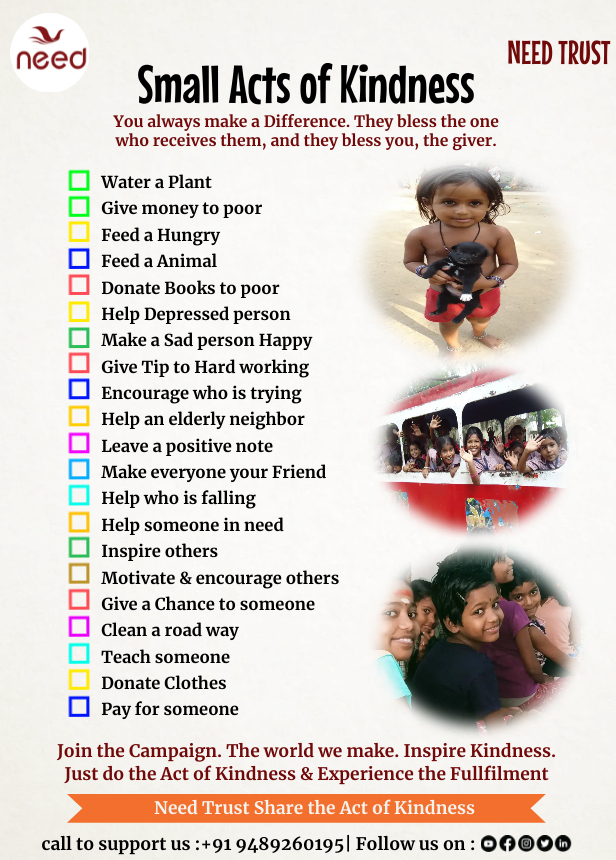 need
NEED TRUST
Small Acts of Kindness
You always make a Difference. They bless the one
who receives them, and they bless you, the giver.
Water a Plant
Give money to poor
Feed a Hungry
Feed a Animal
Donate Books to poor
Help Depressed person
Make a Sad person Happy
Give Tip to Hard working
Encourage who is trying
Help an elderly neighbor
Leave a positive note
Make everyone your Friend
Help who is falling
Help someone in need
Inspire others
Motivate & encourage others
Give a Chance to someone
Clean a road way
Teach someone
Donate Clothes
Pay for someone
Join the Campaign. The world we make. Inspire Kindness.
Just do the Act of Kindness & Experience the Fullfilment
Need Trust Share the Act of Kindness
call to support us :+91 9489260195| Follow us on :